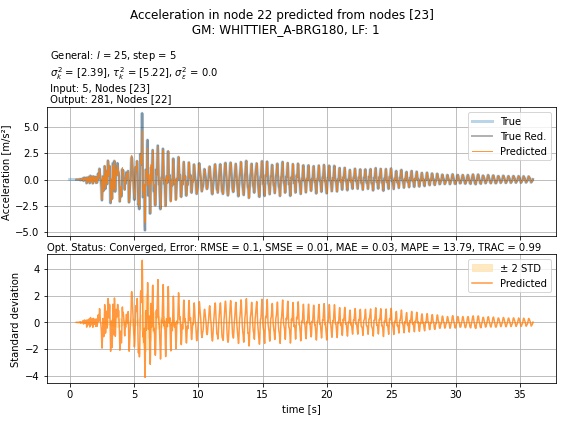 Acceleration in node 22 predicted from nodes [23]
GM: WHITTIER_A-BRG180, LF: 1
General: l = 25, step = 5
σ²ₖ = [2.39], τ²ₖ = [5.22], σ²_ε = 0.0
Input: 5, Nodes [23]
Output: 281, Nodes [22]
Acceleration [m/s²]
5.0
2.5
0.0
−2.5
−5.0
True
True Red.
Predicted
Opt. Status: Converged, Error: RMSE = 0.1, SMSE = 0.01, MAE = 0.03, MAPE = 13.79, TRAC = 0.99
Standard deviation
4
2
0
−2
−4
± 2 STD
Predicted
0 5 10 15 20 25 30 35
time [s]